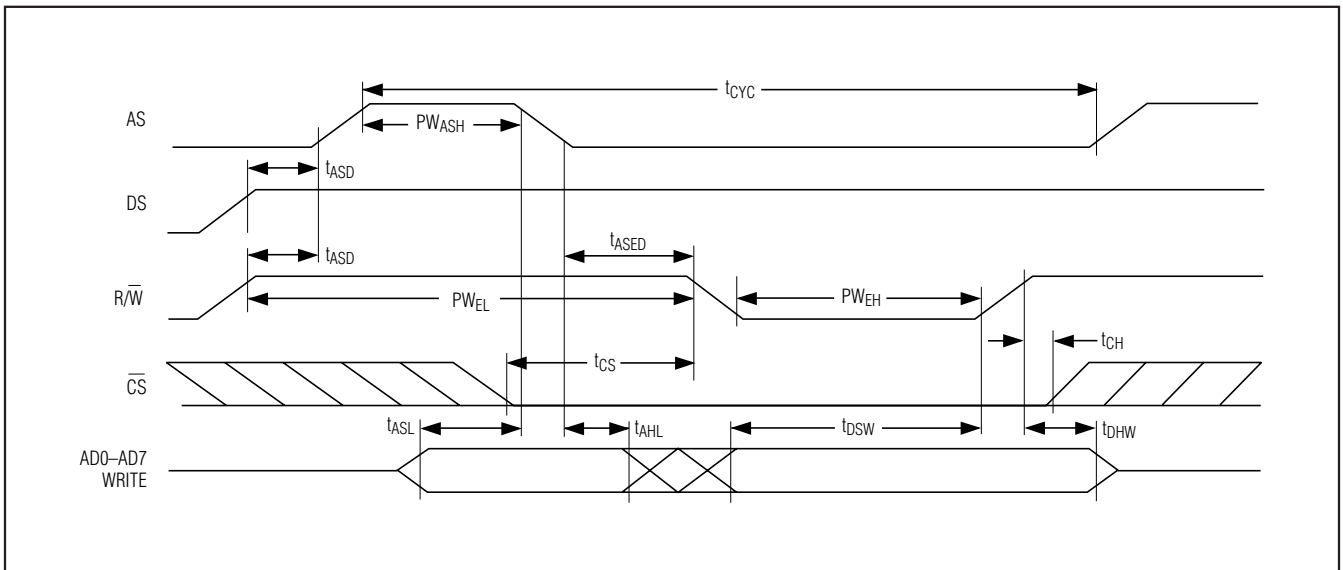 tCYC
AS
PWASH
tASD
DS
tASED
tASD
R/W̅
PWEL
PWEH
tCH
tCS
C̅S̅
tASL
tAHL
tDSW
tDHW
AD0–AD7
WRITE